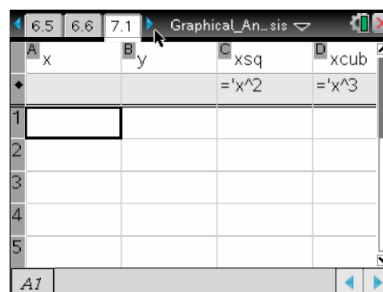 6.5 6.6 7.1 Graphical_An...sis
A x B y C xsq D xcub
='x^2 ='x^3
1
2
3
4
5
A1